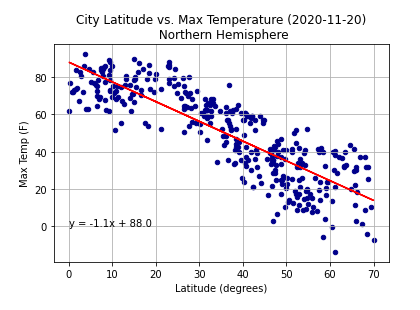 City Latitude vs. Max Temperature (2020-11-20)
Northern Hemisphere
Max Temp (F)
80
60
40
20
0
y = -1.1x + 88.0
0 10 20 30 40 50 60 70
Latitude (degrees)